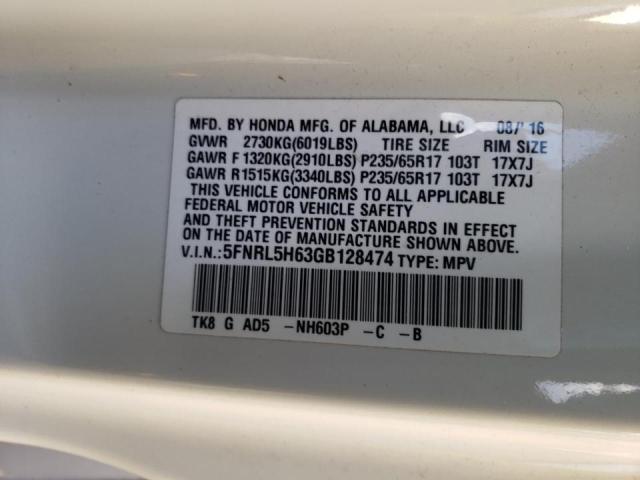 MFD. BY HONDA MFG. OF ALABAMA, LLC 08/'16
GVWR 2730KG(6019LBS) TIRE SIZE RIM SIZE
GAWR F 1320KG(2910LBS) P235/65R17 103T 17X7J
GAWR R1515KG(3340LBS) P235/65R17 103T 17X7J
THIS VEHICLE CONFORMS TO ALL APPLICABLE
FEDERAL MOTOR VEHICLE SAFETY
AND THEFT PREVENTION STANDARDS IN EFFECT
ON THE DATE OF MANUFACTURE SHOWN ABOVE.
V.I.N.:5FNRL5H63GB128474 TYPE: MPV
TK8 G AD5 -NH603P -C -B